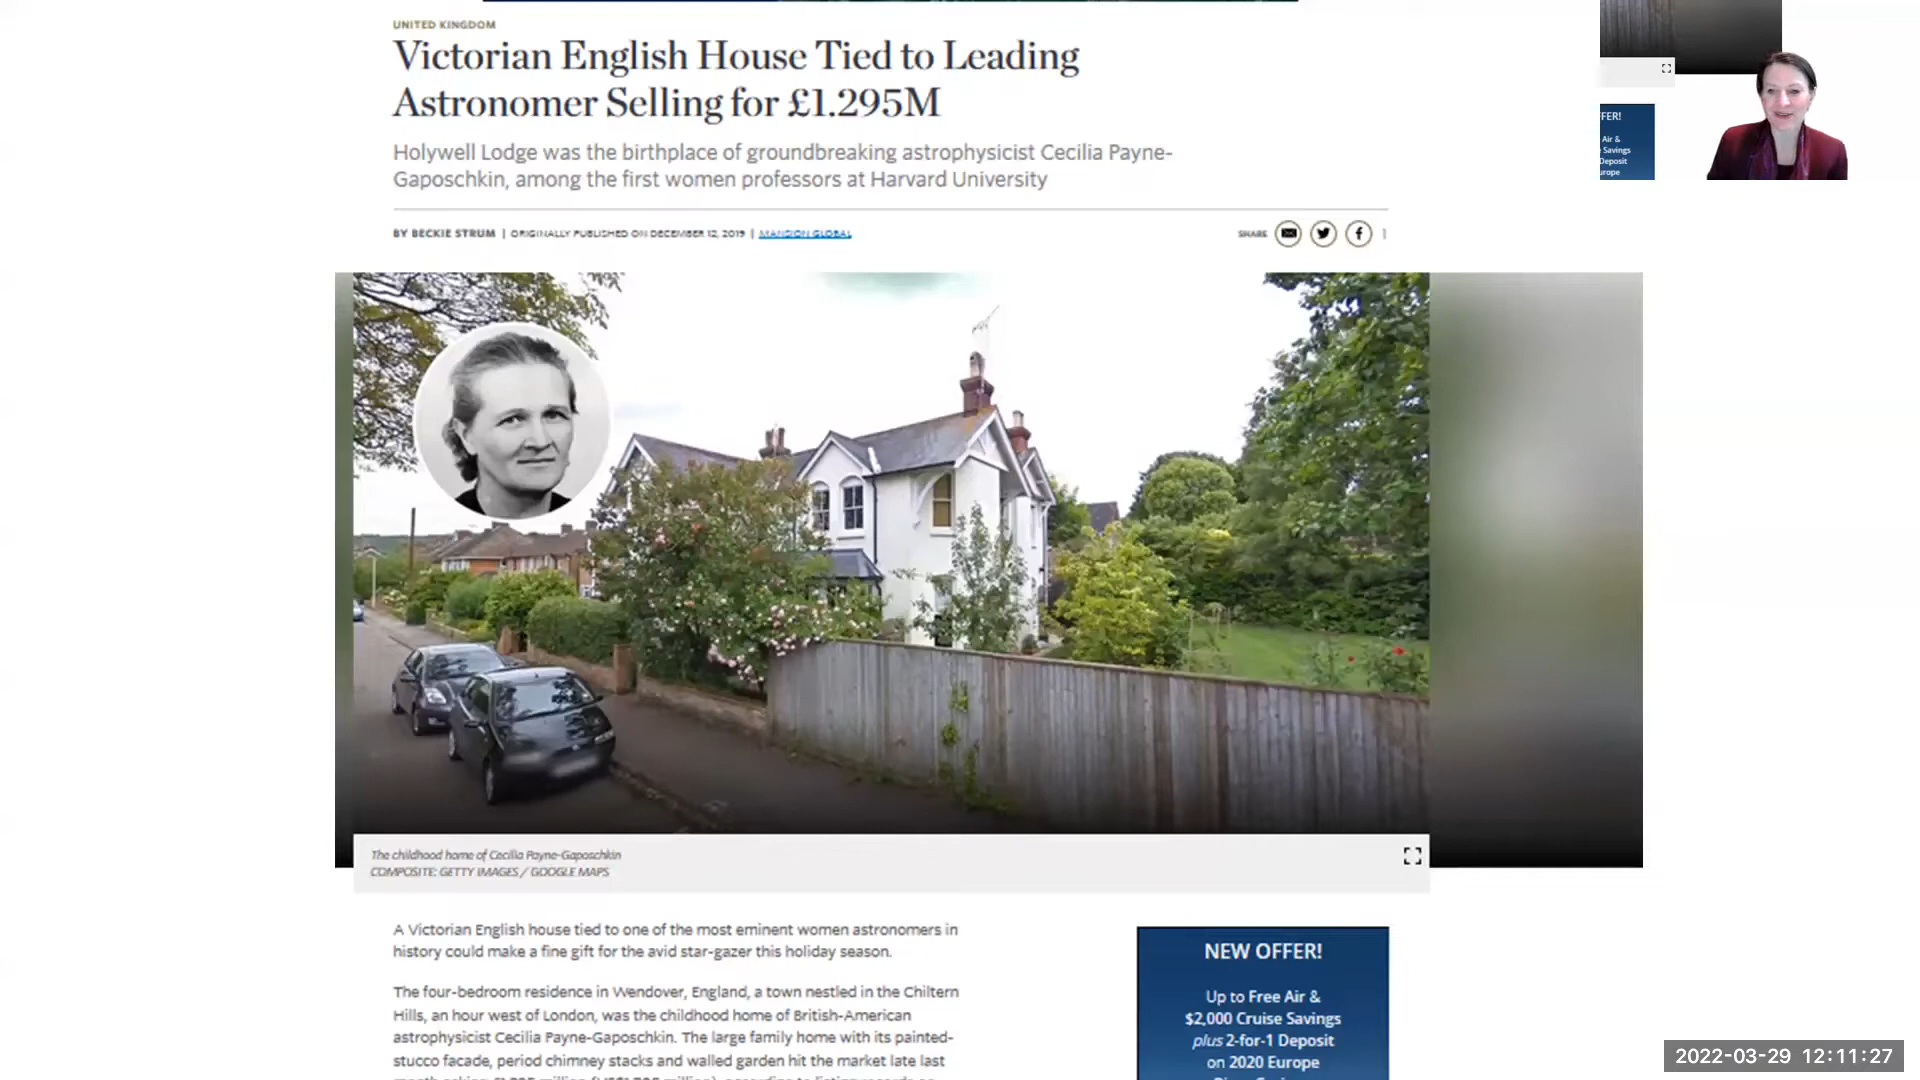 UNITED KINGDOM
Victorian English House Tied to Leading
Astronomer Selling for £1.295M
Holywell Lodge was the birthplace of groundbreaking astrophysicist Cecilia Payne-
Gaposchkin, among the first women professors at Harvard University
BY BECKIE STRUM | ORIGINALLY PUBLISHED ON DECEMBER 12, 2019 | MANSION GLOBAL
SHARE
FER!
Air &
Savings
Deposit
urope
The childhood home of Cecilia Payne-Gaposchkin
COMPOSITE: GETTY IMAGES / GOOGLE MAPS
A Victorian English house tied to one of the most eminent women astronomers in
history could make a fine gift for the avid star-gazer this holiday season.
The four-bedroom residence in Wendover, England, a town nestled in the Chiltern
Hills, an hour west of London, was the childhood home of British-American
astrophysicist Cecilia Payne-Gaposchkin. The large family home with its painted-
stucco facade, period chimney stacks and walled garden hit the market late last
NEW OFFER!
Up to Free Air &
$2,000 Cruise Savings
plus 2-for-1 Deposit
on 2020 Europe
2022-03-29 12:11:27